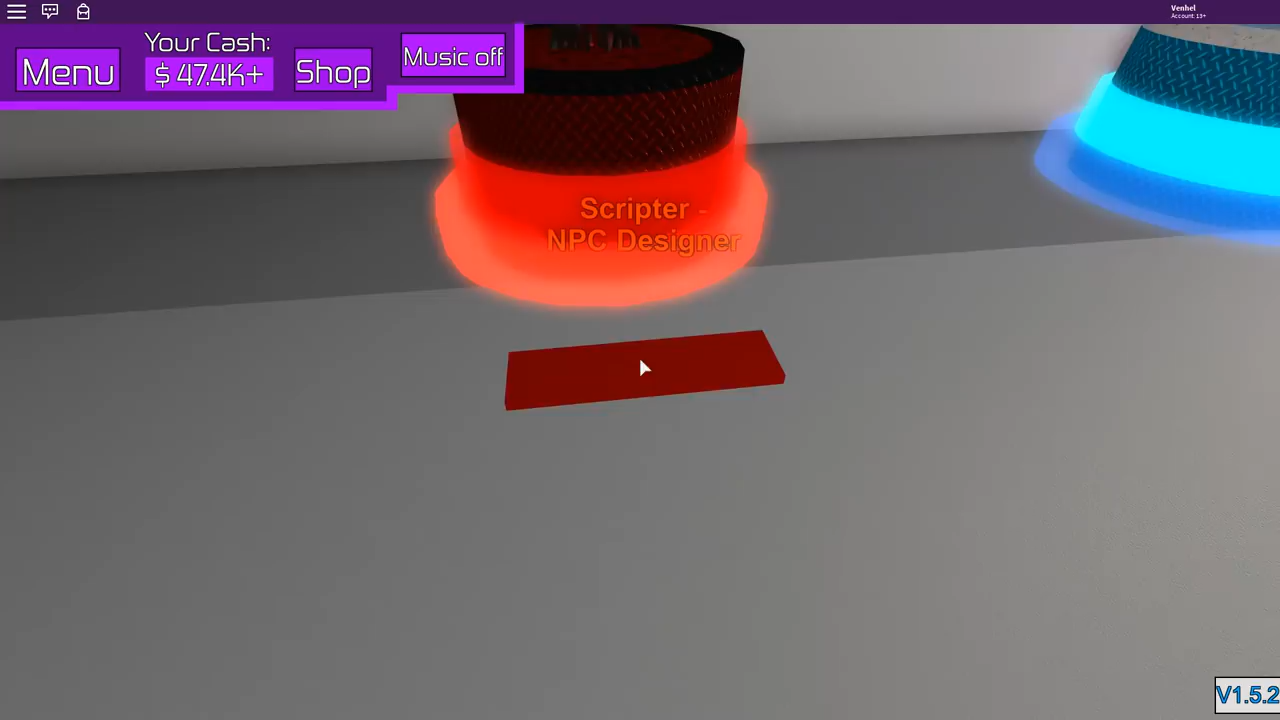 Venhel
Account: 13+
Menu
Your Cash:
$ 47.4K+
Shop
Music off
Scripter -
NPC Designer
V1.5.2